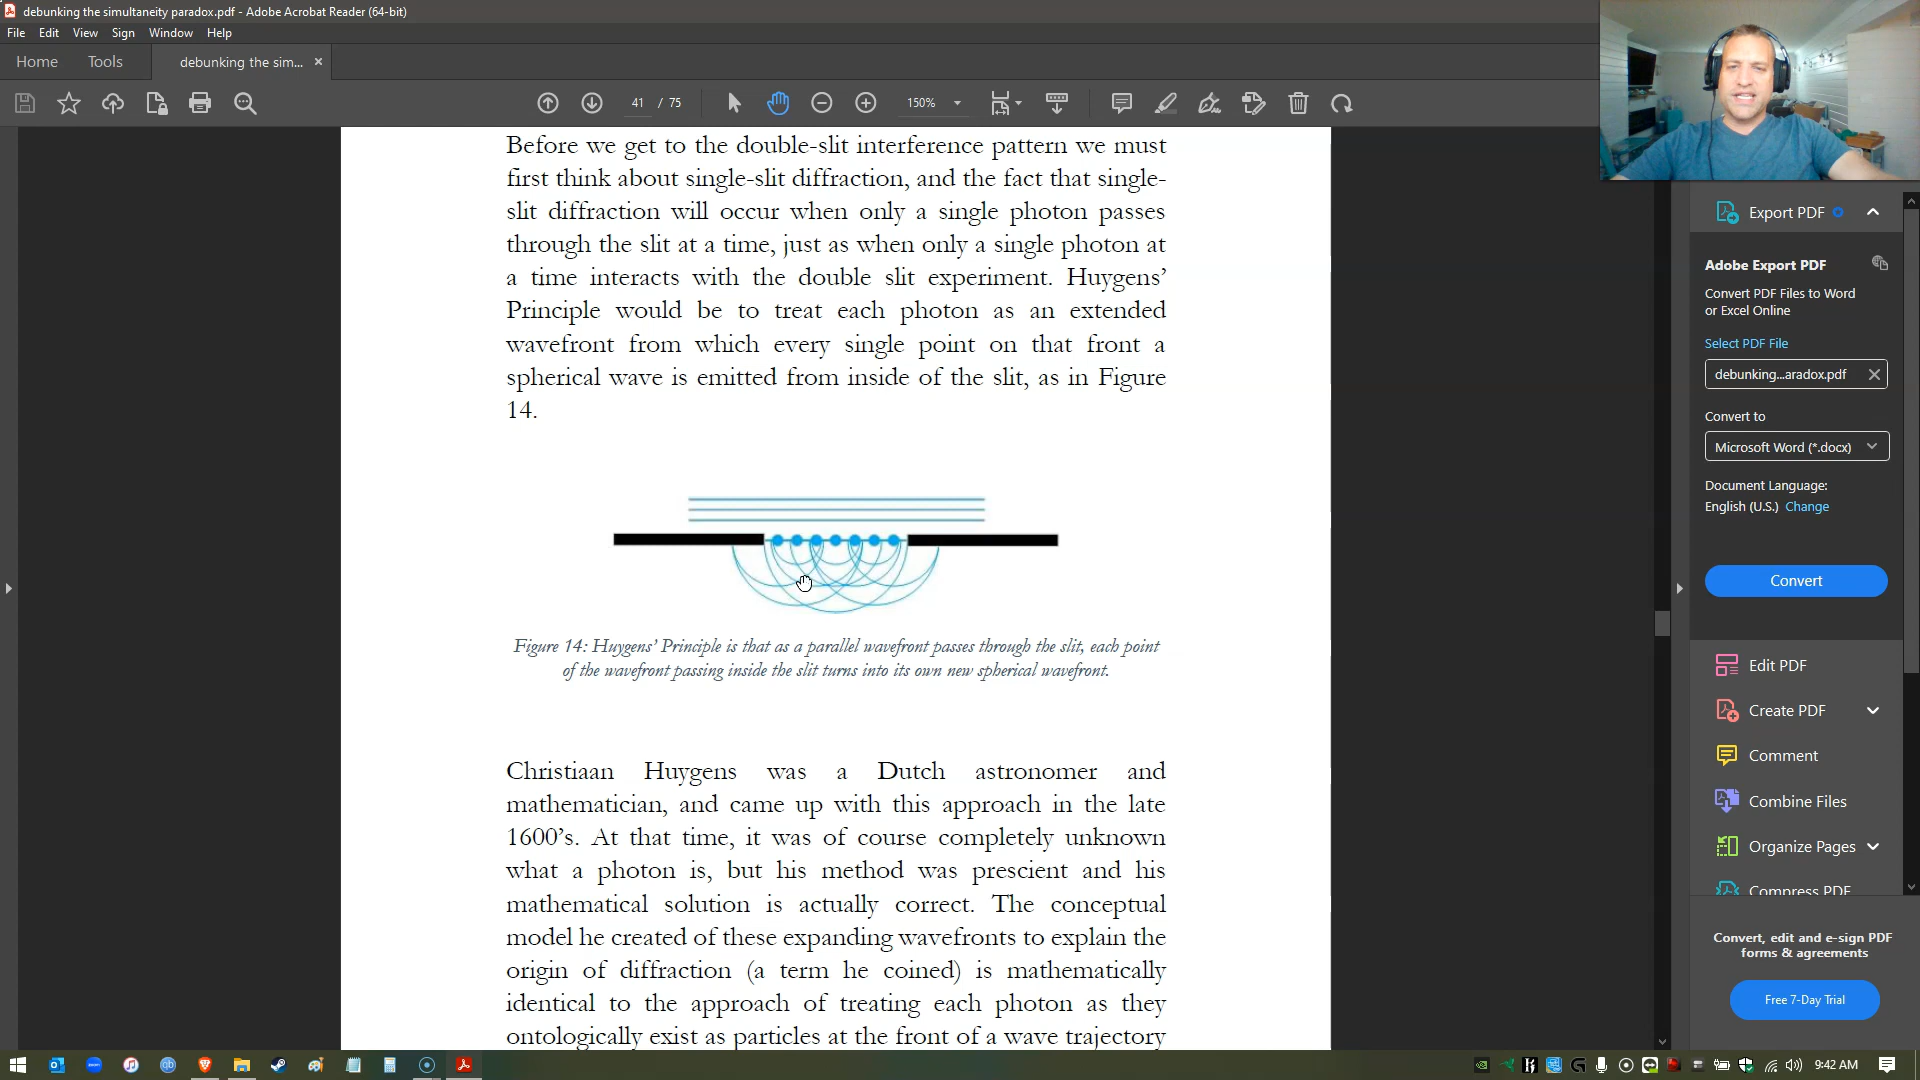 debunking the simultaneity paradox.pdf - Adobe Acrobat Reader (64-bit)
File Edit View Sign Window Help
Home Tools debunking the sim... ×
41 / 75 150%
Before we get to the double-slit interference pattern we must
first think about single-slit diffraction, and the fact that single-
slit diffraction will occur when only a single photon passes
through the slit at a time, just as when only a single photon at
a time interacts with the double slit experiment. Huygens’
Principle would be to treat each photon as an extended
wavefront from which every single point on that front a
spherical wave is emitted from inside of the slit, as in Figure
14.
Figure 14: Huygens’ Principle is that as a parallel wavefront passes through the slit, each point
of the wavefront passing inside the slit turns into its own new spherical wavefront.
Christiaan Huygens was a Dutch astronomer and
mathematician, and came up with this approach in the late
1600’s. At that time, it was of course completely unknown
what a photon is, but his method was prescient and his
mathematical solution is actually correct. The conceptual
model he created of these expanding wavefronts to explain the
origin of diffraction (a term he coined) is mathematically
identical to the approach of treating each photon as they
ontologically exist as particles at the front of a wave trajectory
Export PDF
Adobe Export PDF
Convert PDF Files to Word
or Excel Online
Select PDF File
debunking...aradox.pdf
Convert to
Microsoft Word (*.docx)
Document Language:
English (U.S.) Change
Convert
Edit PDF
Create PDF
Comment
Combine Files
Organize Pages
Compress PDF
Convert, edit and e-sign PDF
forms & agreements
Free 7-Day Trial
9:42 AM